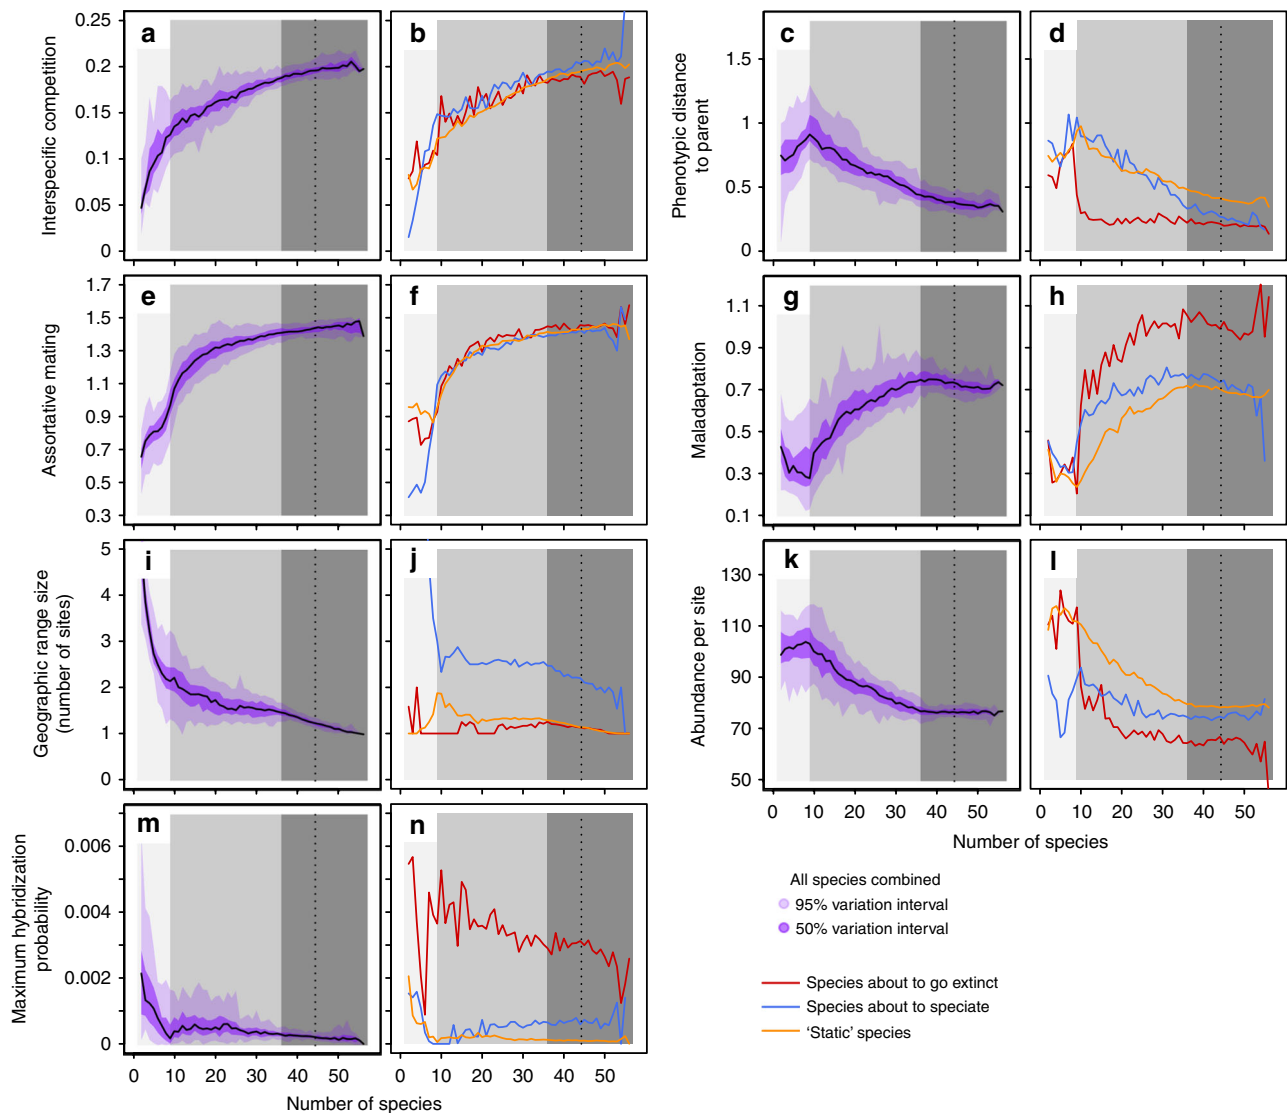 a
b
Interspecific competition
0.25
0.2
0.15
0.1
0.05
0
c
d
Phenotypic distance
to parent
1.5
1
0.5
0
e
f
Assortative mating
1.7
1.5
1.3
1.1
0.9
0.7
0.5
0.3
g
h
Maladaptation
1.1
0.9
0.7
0.5
0.3
0.1
i
j
Geographic range size
(number of sites)
5
4
3
2
1
0
k
l
Abundance per site
130
110
90
70
50
0 10 20 30 40 50
0 10 20 30 40 50
Number of species
m
n
Maximum hybridization
probability
0.006
0.004
0.002
0
0 10 20 30 40 50
0 10 20 30 40 50
Number of species
All species combined
95% variation interval
50% variation interval
Species about to go extinct
Species about to speciate
‘Static’ species